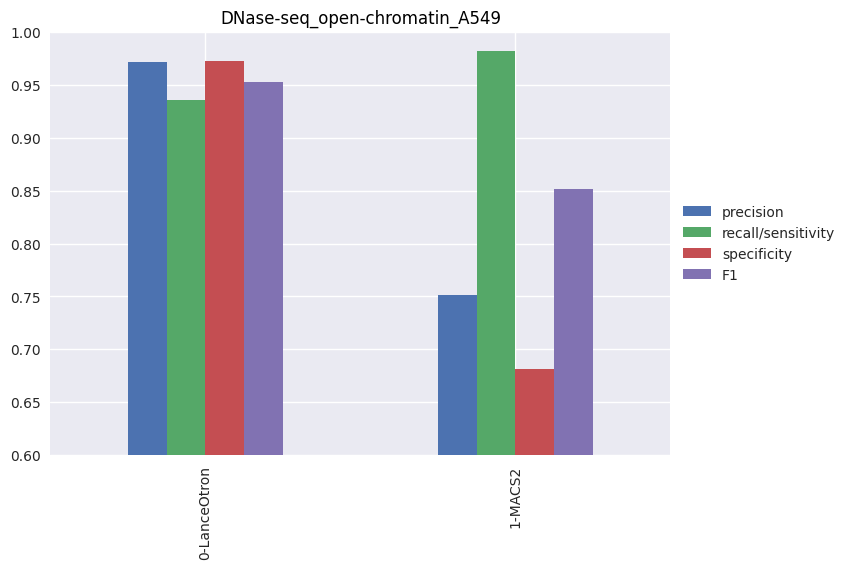 DNase-seq_open-chromatin_A549
1.00
0.95
0.90
0.85
0.80
0.75
0.70
0.65
0.60
0-LanceOtron
1-MACS2
precision
recall/sensitivity
specificity
F1